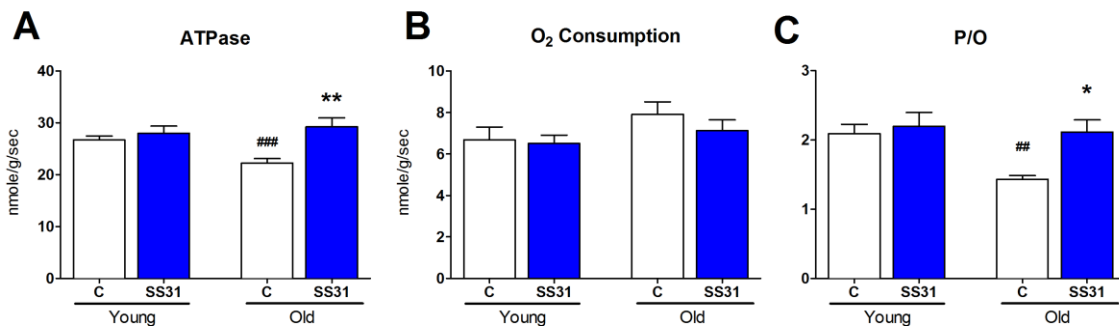 A
ATPase
40
30
20
10
0
nmole/g/sec
**
###
C SS31 C SS31
Young Old
B
O₂ Consumption
10
8
6
4
2
0
nmole/g/sec
C SS31 C SS31
Young Old
C
P/O
3
2
1
0
*
##
C SS31 C SS31
Young Old